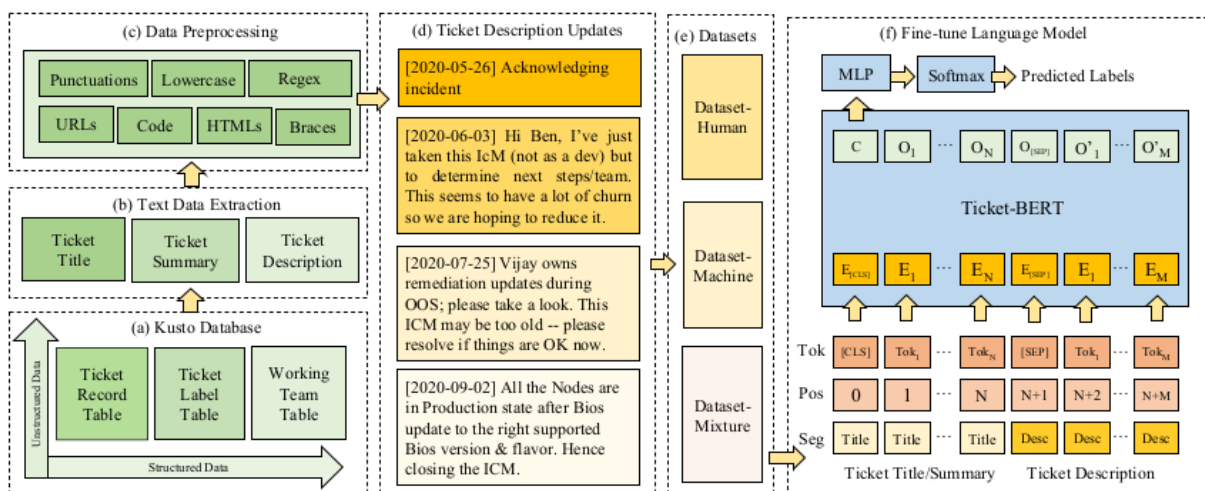 (c) Data Preprocessing
Punctuations
Lowercase
Regex
URLs
Code
HTMLs
Braces
(b) Text Data Extraction
Ticket
Title
Ticket
Summary
Ticket
Description
(a) Kusto Database
Unstructured Data
Ticket
Record
Table
Ticket
Label
Table
Working
Team
Table
Structured Data
(d) Ticket Description Updates
[2020-05-26] Acknowledging
incident
[2020-06-03] Hi Ben, I've just
taken this IcM (not as a dev) but
to determine next steps/team.
This seems to have a lot of churn
so we are hoping to reduce it.
[2020-07-25] Vijay owns
remediation updates during
OOS; please take a look. This
ICM may be too old -- please
resolve if things are OK now.
[2020-09-02] All the Nodes are
in Production state after Bios
update to the right supported
Bios version & flavor. Hence
closing the ICM.
(e) Datasets
Dataset-
Human
Dataset-
Machine
Dataset-
Mixture
(f) Fine-tune Language Model
MLP
Softmax
Predicted Labels
C O1 ... ON O[SEP] O'1 ... O'M
Ticket-BERT
E[CLS] E1 ... EN E[SEP] E1 ... EM
Tok [CLS] Tok1 ... TokN [SEP] Tok1 ... TokM
Pos 0 1 ... N N+1 N+2 ... N+M
Seg Title Title ... Title Desc Desc ... Desc
Ticket Title/Summary
Ticket Description